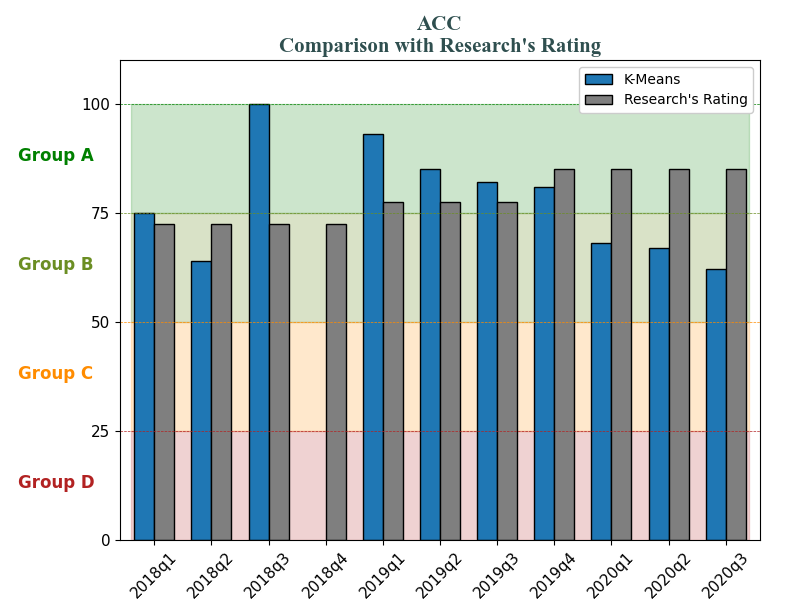 ACC
Comparison with Research's Rating
K-Means
Research's Rating
100
Group A
75
Group B
50
Group C
25
Group D
0
2018q1 2018q2 2018q3 2018q4 2019q1 2019q2 2019q3 2019q4 2020q1 2020q2 2020q3